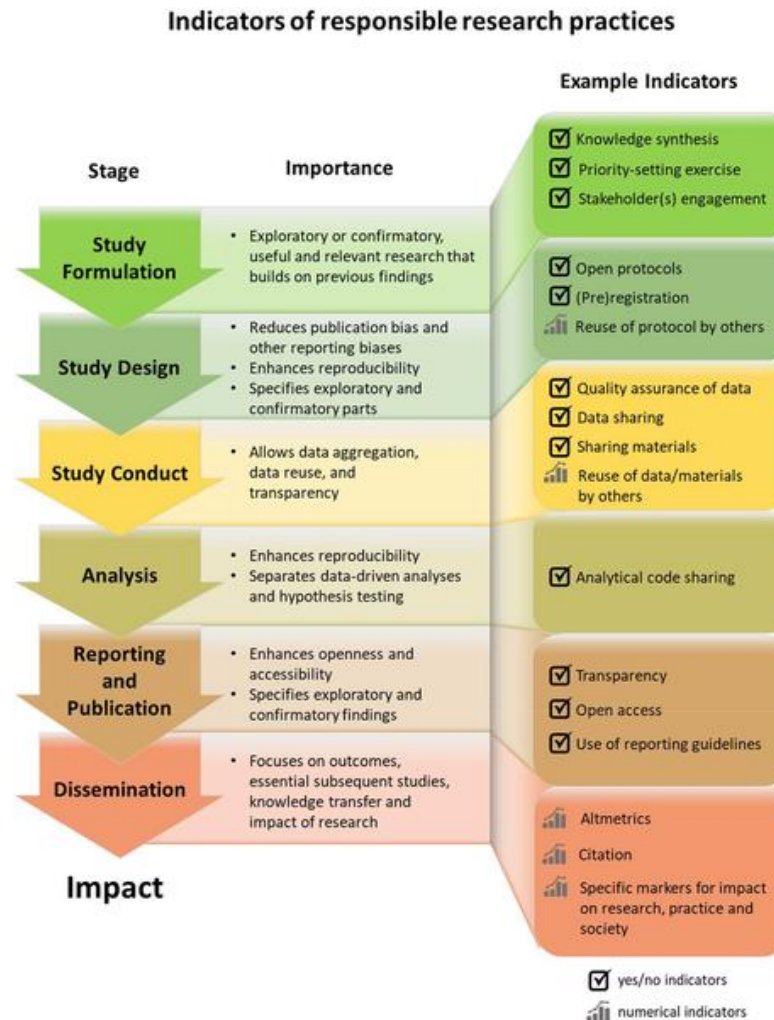 Indicators of responsible research practices
Stage
Importance
Example Indicators
Study
Formulation
• Exploratory or confirmatory,
useful and relevant research that
builds on previous findings
Knowledge synthesis
Priority-setting exercise
Stakeholder(s) engagement
Study Design
• Reduces publication bias and
other reporting biases
• Enhances reproducibility
• Specifies exploratory and
confirmatory parts
Open protocols
(Pre)registration
Reuse of protocol by others
Study Conduct
• Allows data aggregation,
data reuse, and
transparency
Quality assurance of data
Data sharing
Sharing materials
Reuse of data/materials
by others
Analysis
• Enhances reproducibility
• Separates data-driven analyses
and hypothesis testing
Analytical code sharing
Reporting
and
Publication
• Enhances openness and
accessibility
• Specifies exploratory and
confirmatory findings
Transparency
Open access
Use of reporting guidelines
Dissemination
• Focuses on outcomes,
essential subsequent studies,
knowledge transfer and
impact of research
Altmetrics
Citation
Specific markers for impact
on research, practice and
society
Impact
yes/no indicators
numerical indicators